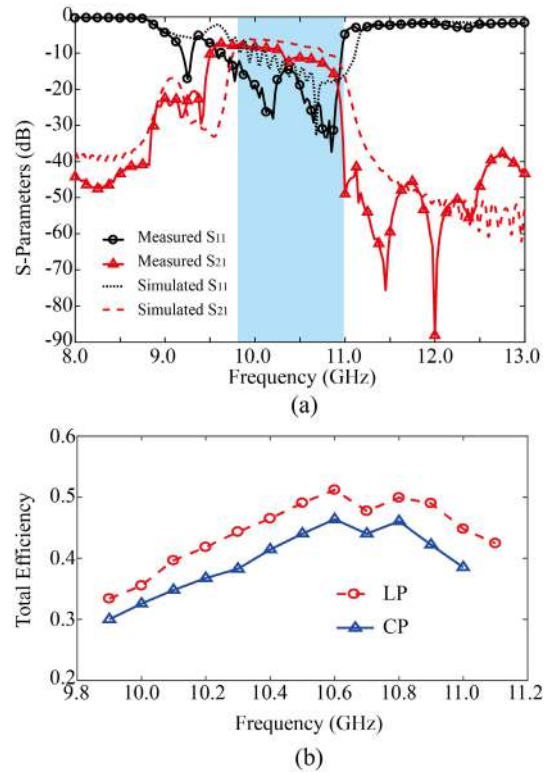 0
-10
-20
-30
-40
-50
-60
-70
-80
-90
S-Parameters (dB)
Measured S11
Measured S21
Simulated S11
Simulated S21
8.0 9.0 10.0 11.0 12.0 13.0
Frequency (GHz)
(a)
0.6
0.5
0.4
0.3
0.2
Total Efficiency
LP
CP
9.8 10.0 10.2 10.4 10.6 10.8 11.0 11.2
Frequency (GHz)
(b)